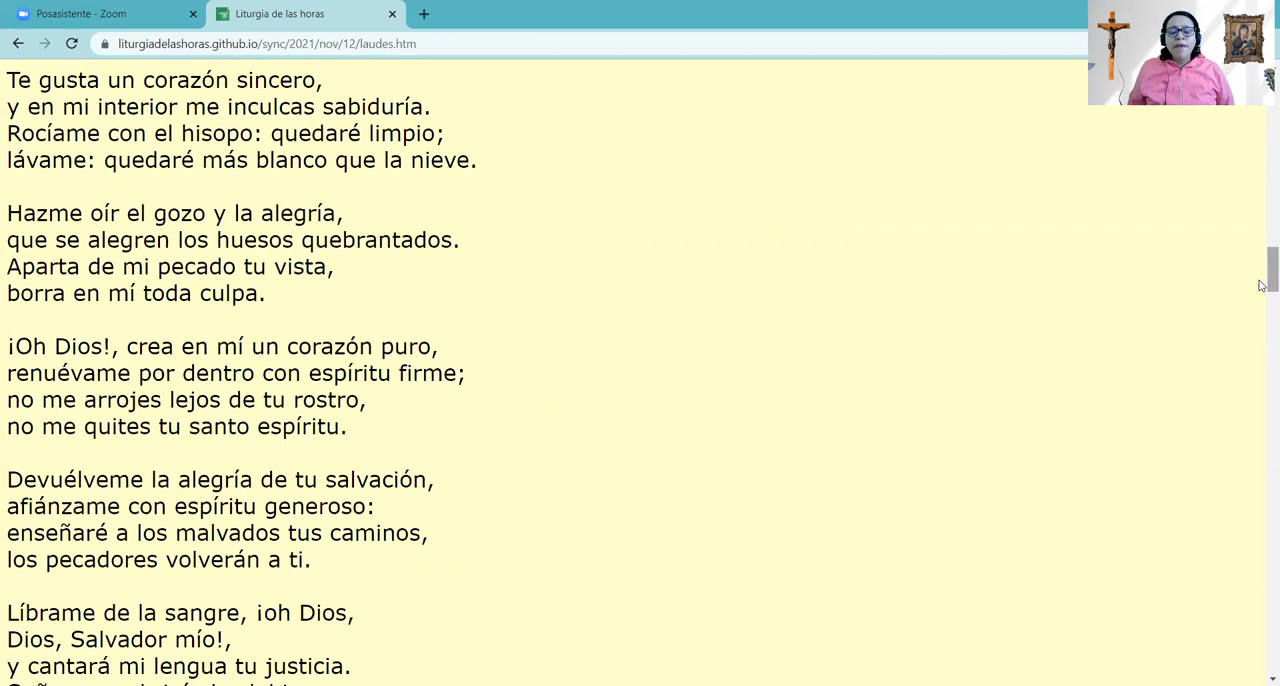 Posasistente - Zoom
Liturgia de las horas
liturgiadelashoras.github.io/sync/2021/nov/12/laudes.htm
Te gusta un corazón sincero,
y en mi interior me inculcas sabiduría.
Rocíame con el hisopo: quedaré limpio;
lávame: quedaré más blanco que la nieve.
Hazme oír el gozo y la alegría,
que se alegren los huesos quebrantados.
Aparta de mi pecado tu vista,
borra en mí toda culpa.
¡Oh Dios!, crea en mí un corazón puro,
renuévame por dentro con espíritu firme;
no me arrojes lejos de tu rostro,
no me quites tu santo espíritu.
Devuélveme la alegría de tu salvación,
afiánzame con espíritu generoso:
enseñaré a los malvados tus caminos,
los pecadores volverán a ti.
Líbrame de la sangre, ¡oh Dios,
Dios, Salvador mío!,
y cantará mi lengua tu justicia.